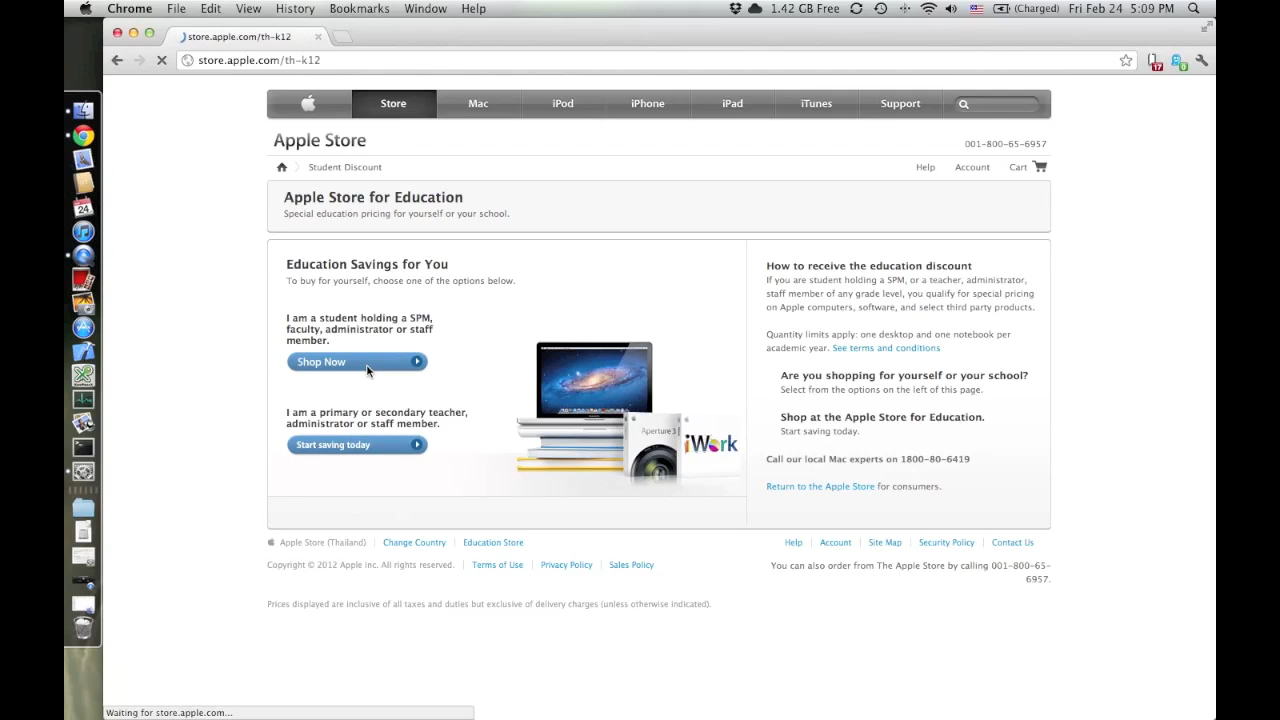 Chrome File Edit View History Bookmarks Window Help 1.42 GB Free (Charged) Fri Feb 24 5:09 PM
store.apple.com/th-k12
store.apple.com/th-k12
17 0
Store Mac iPod iPhone iPad iTunes Support
Apple Store
001-800-65-6957
Student Discount Help Account Cart
Apple Store for Education
Special education pricing for yourself or your school.
Education Savings for You
To buy for yourself, choose one of the options below.
I am a student holding a SPM,
faculty, administrator or staff
member.
Shop Now
I am a primary or secondary teacher,
administrator or staff member.
Start saving today
Aperture 3
iWork
How to receive the education discount
If you are student holding a SPM, or a teacher, administrator,
staff member of any grade level, you qualify for special pricing
on Apple computers, software, and select third party products.
Quantity limits apply: one desktop and one notebook per
academic year. See terms and conditions
Are you shopping for yourself or your school?
Select from the options on the left of this page.
Shop at the Apple Store for Education.
Start saving today.
Call our local Mac experts on 1800-80-6419
Return to the Apple Store for consumers.
Apple Store (Thailand) Change Country Education Store Help Account Site Map Security Policy Contact Us
Copyright © 2012 Apple Inc. All rights reserved. Terms of Use Privacy Policy Sales Policy
You can also order from The Apple Store by calling 001-800-65-
6957.
Prices displayed are inclusive of all taxes and duties but exclusive of delivery charges (unless otherwise indicated).
24
Waiting for store.apple.com...